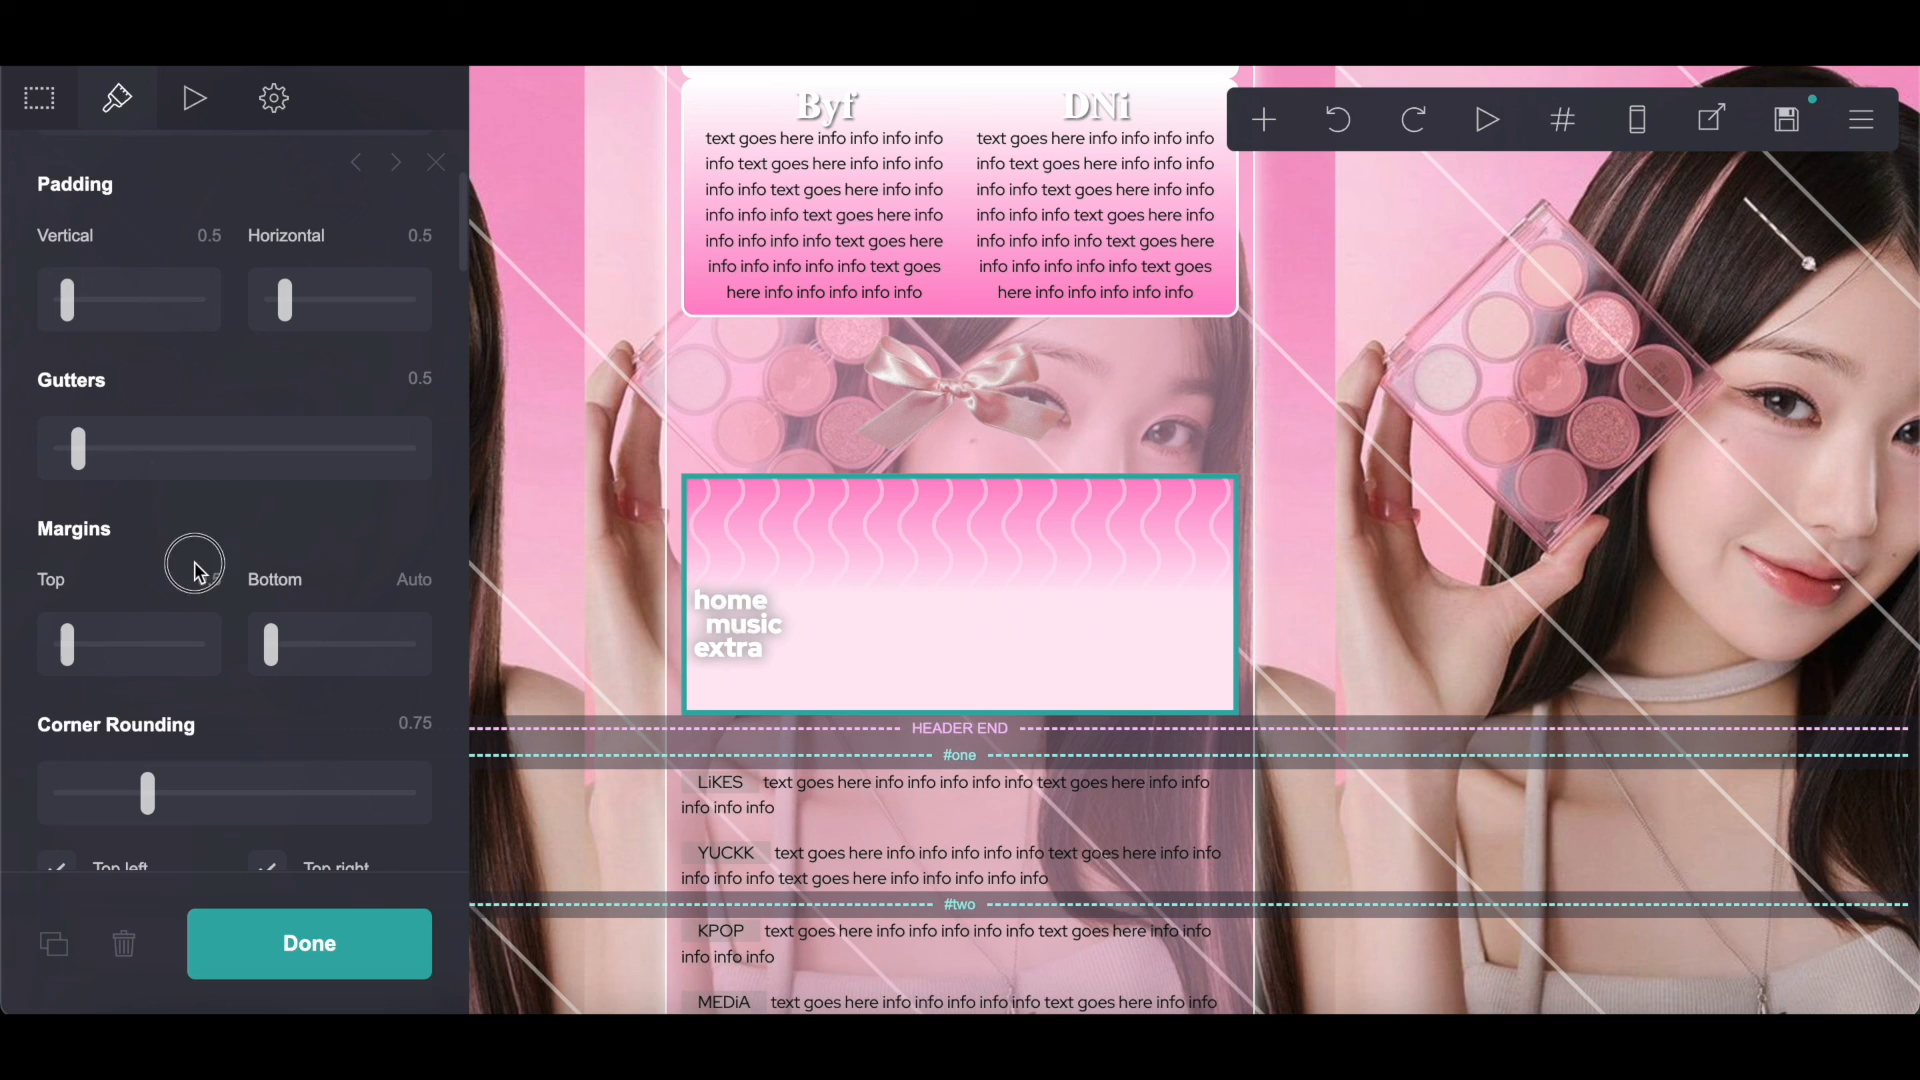 Padding
Vertical 0.5 Horizontal 0.5
Gutters 0.5
Margins
Top Bottom Auto
Corner Rounding 0.75
Top left Top right
Done
Byf
text goes here info info info info
info text goes here info info info
info info text goes here info info
info info info text goes here info
info info info info text goes here
info info info info info text goes
here info info info info info
DNi
text goes here info info info info
info text goes here info info info
info info text goes here info info
info info info text goes here info
info info info info text goes here
info info info info info text goes
here info info info info info
home
music
extra
HEADER END
#one
LiKES text goes here info info info info info text goes here info
info info info
YUCKK text goes here info info info info info text goes here info info
info info info text goes here info info info info info
#two
KPOP text goes here info info info info info text goes here info info
info info info
MEDiA text goes here info info info info info text goes here info info